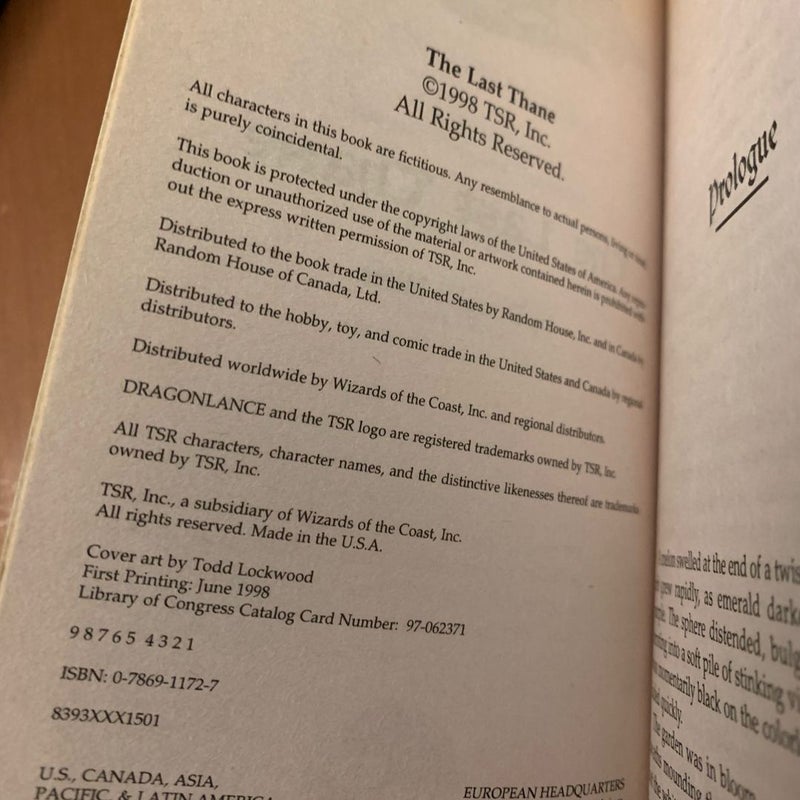 The Last Thane
©1998 TSR, Inc.
All Rights Reserved.
All characters in this book are fictitious. Any resemblance to actual persons, living or dead,
is purely coincidental.
This book is protected under the copyright laws of the United States of America. Any repro-
duction or unauthorized use of the material or artwork contained herein is prohibited with-
out the express written permission of TSR, Inc.
Distributed to the book trade in the United States by Random House, Inc. and in Canada by
Random House of Canada, Ltd.
Distributed to the hobby, toy, and comic trade in the United States and Canada by regional
distributors.
Distributed worldwide by Wizards of the Coast, Inc. and regional distributors.
DRAGONLANCE and the TSR logo are registered trademarks owned by TSR, Inc.
All TSR characters, character names, and the distinctive likenesses thereof are trademarks
owned by TSR, Inc.
TSR, Inc., a subsidiary of Wizards of the Coast, Inc.
All rights reserved. Made in the U.S.A.
Cover art by Todd Lockwood
First Printing: June 1998
Library of Congress Catalog Card Number: 97-062371
9 8 7 6 5 4 3 2 1
ISBN: 0-7869-1172-7
8393XXX1501
U.S., CANADA, ASIA,
PACIFIC, & LATIN AMERICA
EUROPEAN HEADQUARTERS
Prologue
melon swelled at the end of a
grew rapidly, as emerald
The sphere distended,
into a soft pile of stinking
momentarily black on the
quickly.
The garden was in bloom
mounding